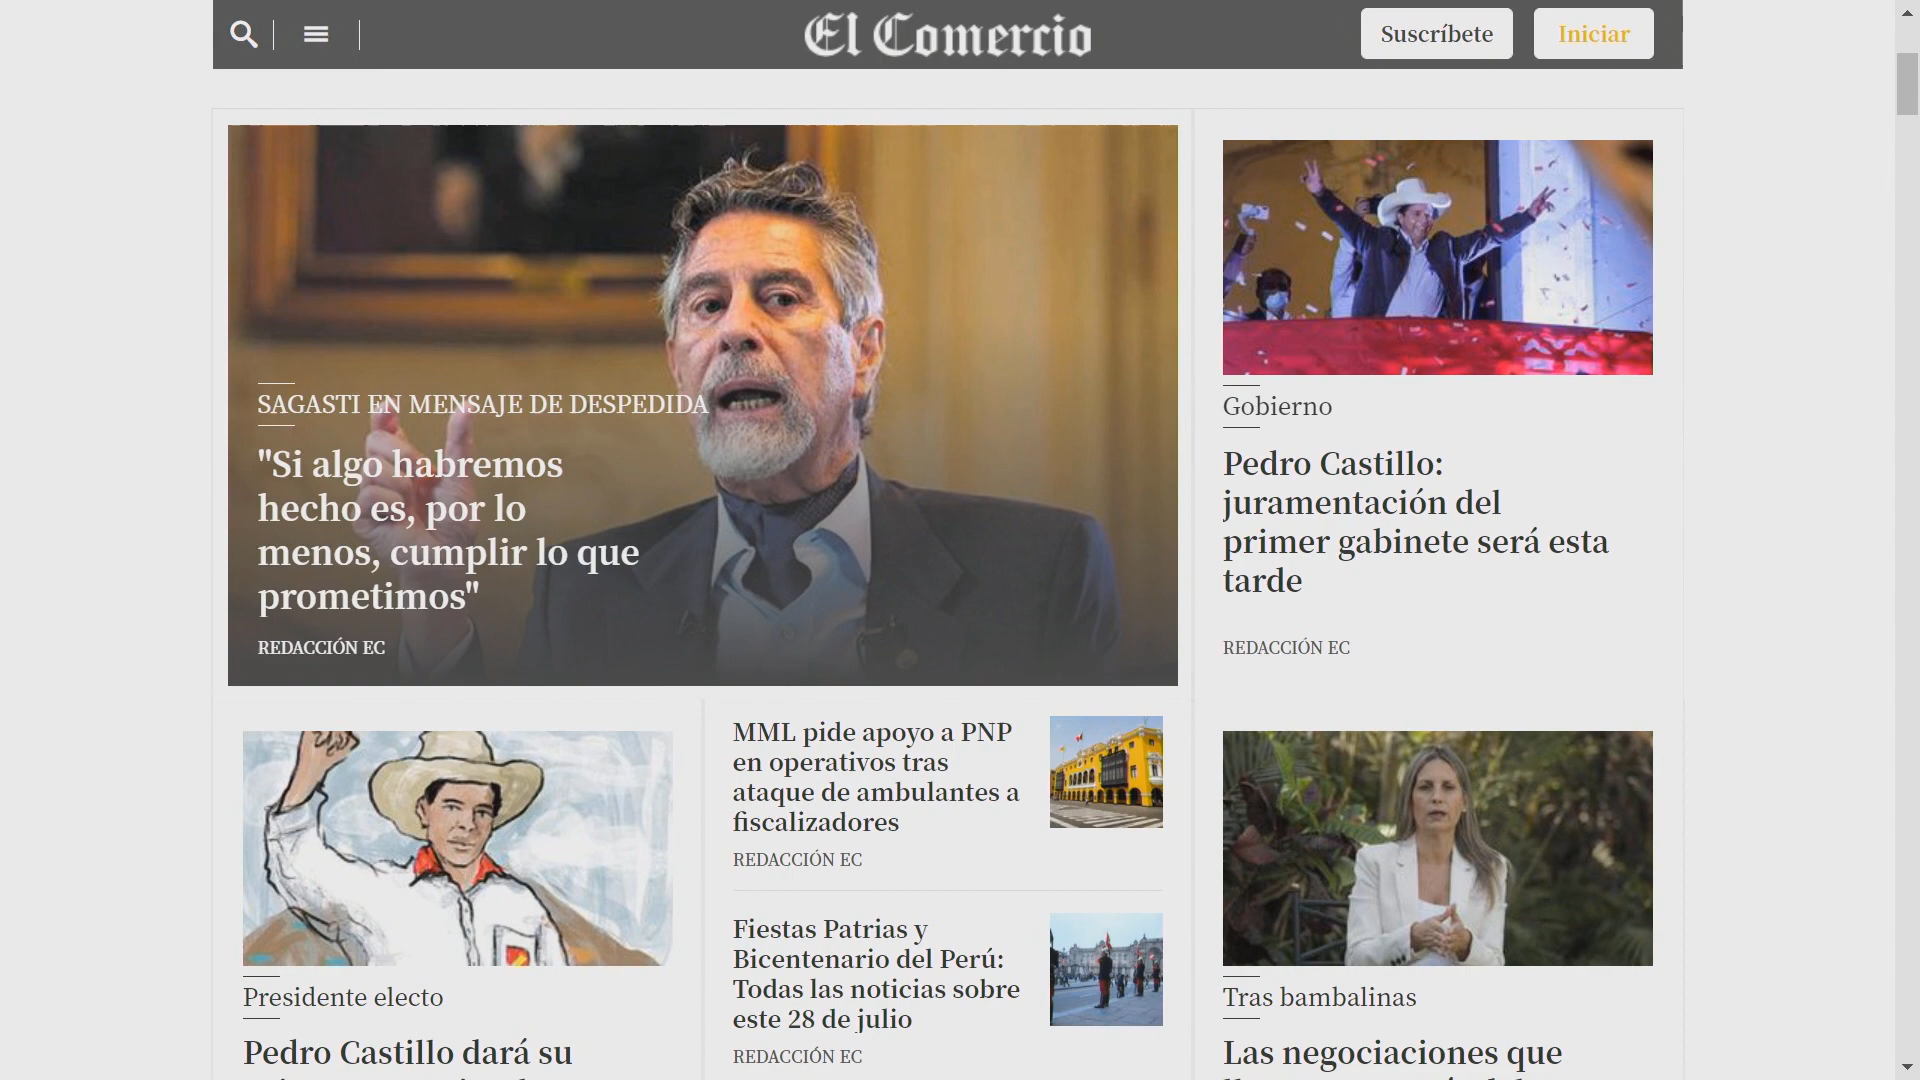 El Comercio
Suscríbete
Iniciar
SAGASTI EN MENSAJE DE DESPEDIDA
"Si algo habremos
hecho es, por lo
menos, cumplir lo que
prometimos"
REDACCIÓN EC
Gobierno
Pedro Castillo:
juramentación del
primer gabinete será esta
tarde
REDACCIÓN EC
Presidente electo
Pedro Castillo dará su
MML pide apoyo a PNP
en operativos tras
ataque de ambulantes a
fiscalizadores
REDACCIÓN EC
Fiestas Patrias y
Bicentenario del Perú:
Todas las noticias sobre
este 28 de julio
REDACCIÓN EC
Tras bambalinas
Las negociaciones que